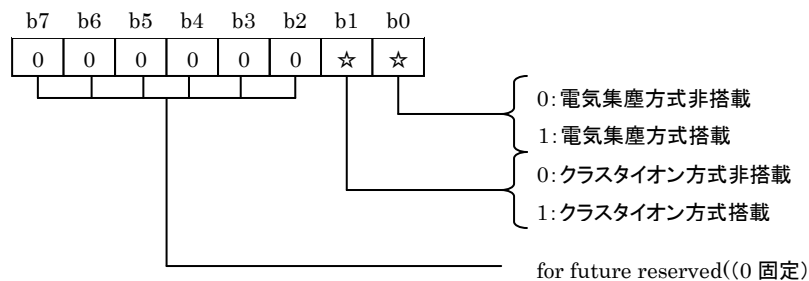 b7 b6 b5 b4 b3 b2 b1 b0
0 0 0 0 0 0 ☆ ☆
0:電気集塵方式非搭載
1:電気集塵方式搭載
0:クラスタイオン方式非搭載
1:クラスタイオン方式搭載
for future reserved((0 固定)